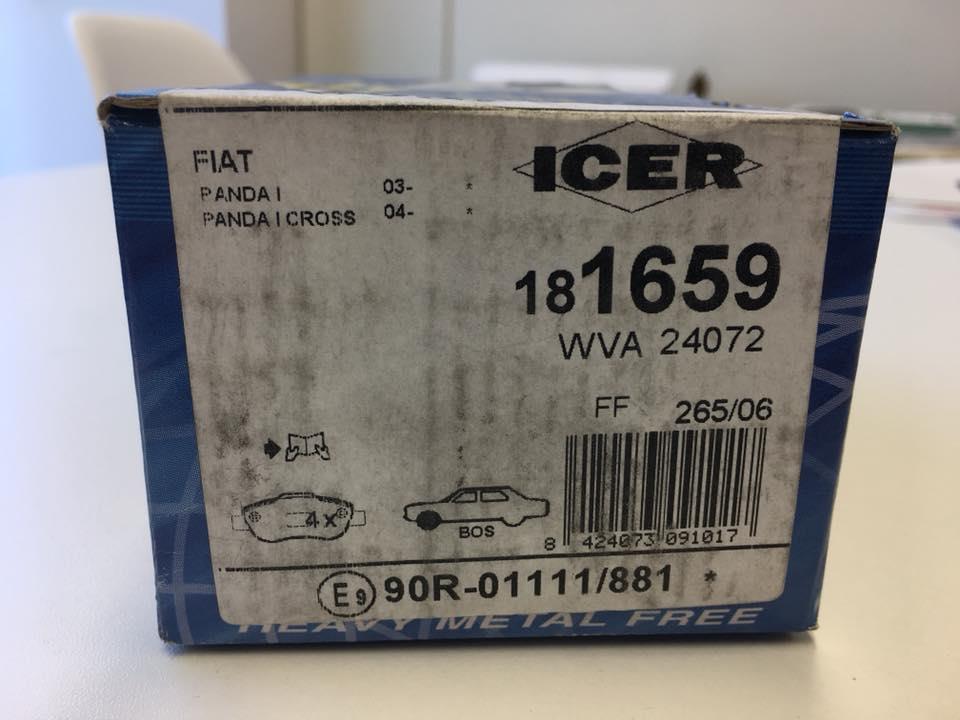 FIAT
PANDA I 03- *
PANDA I CROSS 04- *
ICER
181659
WVA 24072
FF 265/06
4x
BOS
8 424073 091017
E9 90R-01111/881 *
HEAVY METAL FREE